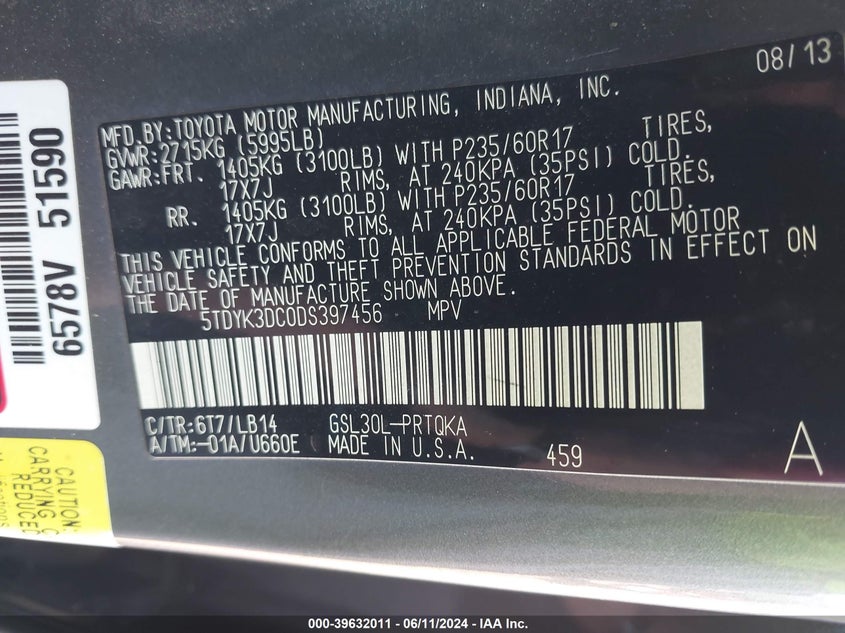 08/13
MFD.BY:TOYOTA MOTOR MANUFACTURING, INDIANA, INC.
GVWR:2715KG (5995LB)
GAWR:FRT. 1405KG (3100LB) WITH P235/60R17 TIRES,
17X7J RIMS, AT 240KPA (35PSI) COLD.
RR. 1405KG (3100LB) WITH P235/60R17 TIRES,
17X7J RIMS, AT 240KPA (35PSI) COLD.
THIS VEHICLE CONFORMS TO ALL APPLICABLE FEDERAL MOTOR
VEHICLE SAFETY AND THEFT PREVENTION STANDARDS IN EFFECT ON
THE DATE OF MANUFACTURE SHOWN ABOVE.
5TDYK3DC0DS397456 MPV
C/TR:6T7/LB14 GSL30L-PRTQKA
A/TM:-01A/U660E MADE IN U.S.A.
459
A
6578V 51590
CAUTION:
CARRYING C
REDUCED
000-39632011 - 06/11/2024 - IAA Inc.